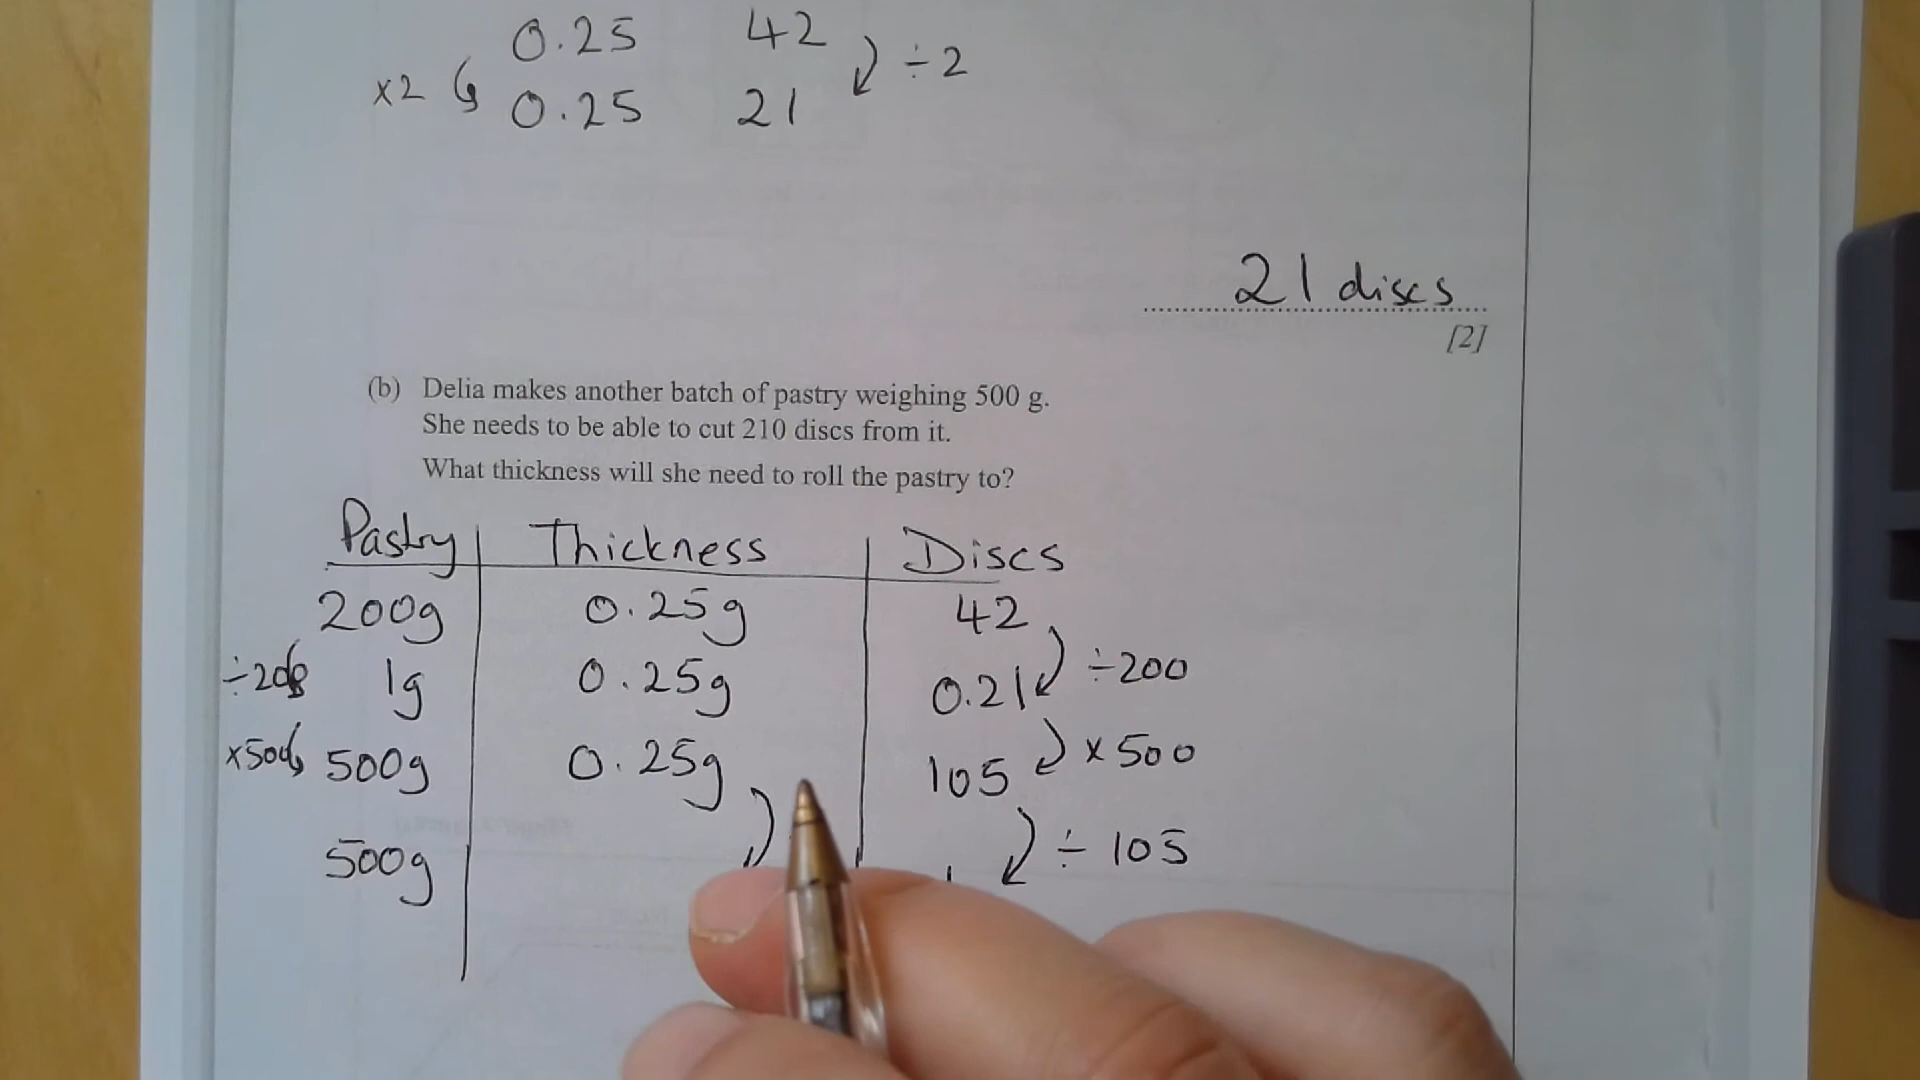 0.25 42
×2 0.25 21 ÷2
21 discs
[2]
(b) Delia makes another batch of pastry weighing 500 g.
She needs to be able to cut 210 discs from it.
What thickness will she need to roll the pastry to?
Pastry Thickness Discs
200g 0.25g 42
÷200 1g 0.25g 0.21 ÷200
×500 500g 0.25g 105 ×500
500g ÷ 105